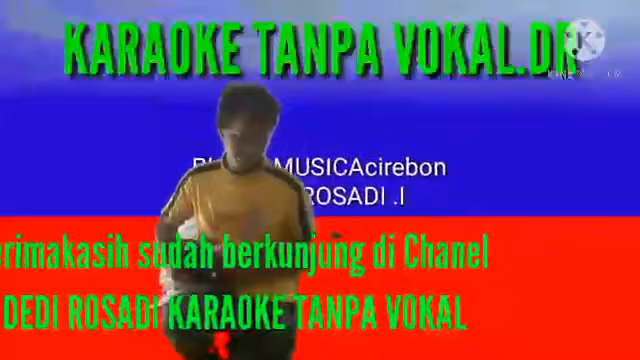 KARAOKE TANPA VOKAL.DR
MUSICAcirebon
ROSADI .I
erimakasih sudah berkunjung di Chanel
DEDI ROSADI KARAOKE TANPA VOKAL